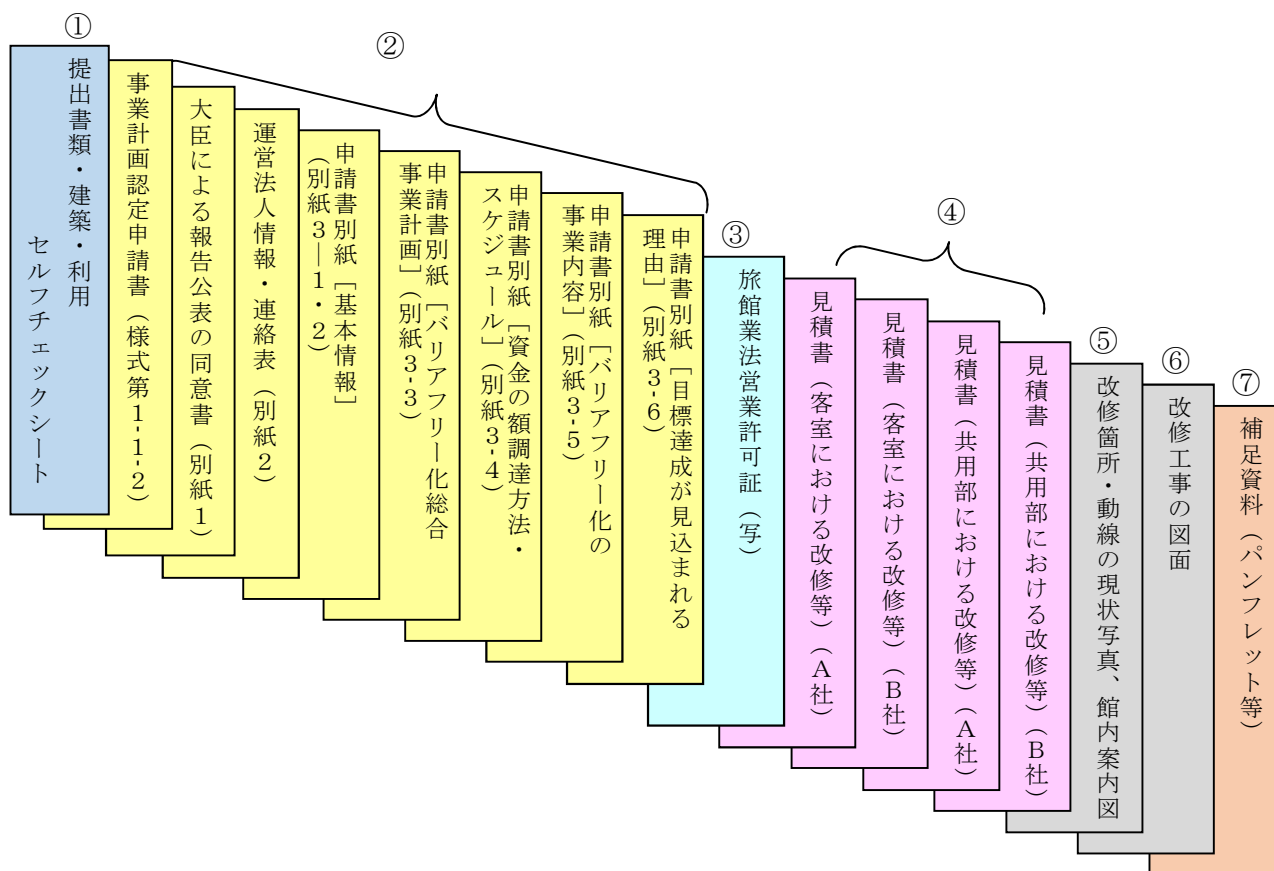 ①
提出書類・建築・利用
セルフチェックシート
②
事業計画認定申請書（様式第1-1-2）
大臣による報告公表の同意書（別紙1）
運営法人情報・連絡表（別紙2）
申請書別紙［基本情報］
（別紙3―1・2）
申請書別紙［バリアフリー化総合
事業計画］（別紙3-3）
申請書別紙［資金の額調達方法・
スケジュール］（別紙3-4）
申請書別紙［バリアフリー化の
事業内容］（別紙3-5）
申請書別紙［目標達成が見込まれる
理由］（別紙3-6）
③
旅館業法営業許可証（写）
④
見積書（客室における改修等）（A社）
見積書（客室における改修等）（B社）
見積書（共用部における改修等）（A社）
見積書（共用部における改修等）（B社）
⑤
改修箇所・動線の現状写真、館内案内図
⑥
改修工事の図面
⑦
補足資料（パンフレット等）